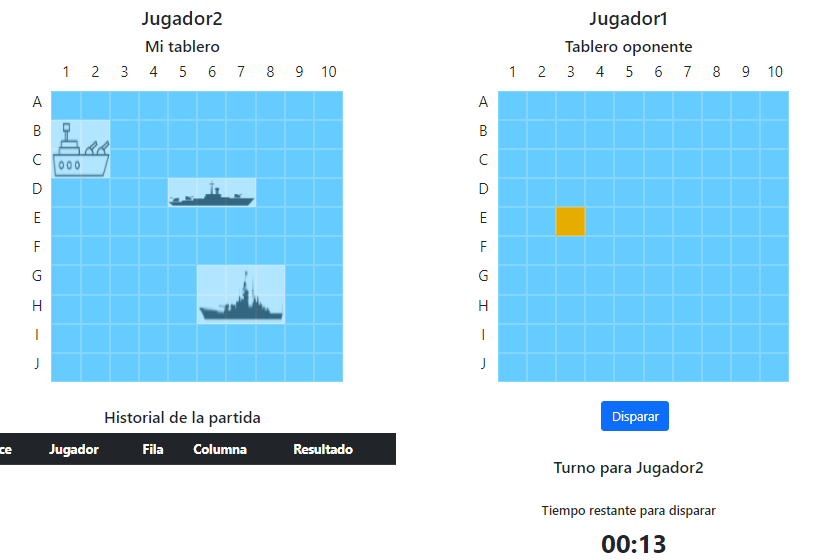 Jugador2
Mi tablero
1 2 3 4 5 6 7 8 9 10
A
B
C
D
E
F
G
H
I
J
Historial de la partida
ce Jugador Fila Columna Resultado
Jugador1
Tablero oponente
1 2 3 4 5 6 7 8 9 10
A
B
C
D
E
F
G
H
I
J
Disparar
Turno para Jugador2
Tiempo restante para disparar
00:13